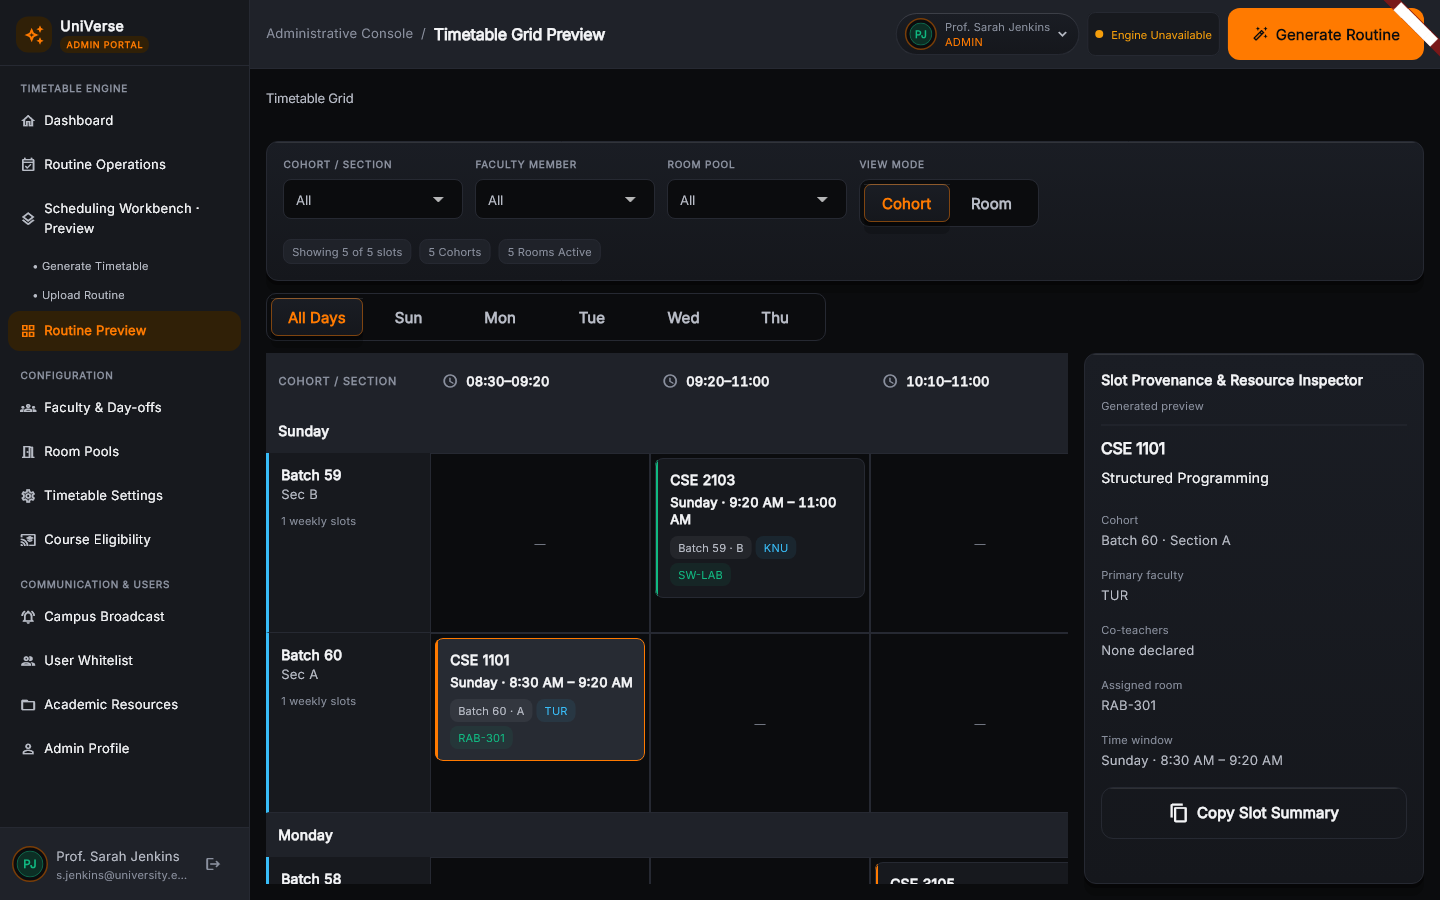 UniVerse
ADMIN PORTAL
TIMETABLE ENGINE
Dashboard
Routine Operations
Scheduling Workbench ·
Preview
• Generate Timetable
• Upload Routine
Routine Preview
CONFIGURATION
Faculty & Day-offs
Room Pools
Timetable Settings
Course Eligibility
COMMUNICATION & USERS
Campus Broadcast
User Whitelist
Academic Resources
Admin Profile
PJ
Prof. Sarah Jenkins
s.jenkins@university.e...
Administrative Console / Timetable Grid Preview
PJ
Prof. Sarah Jenkins
ADMIN
Engine Unavailable
Generate Routine
Timetable Grid
COHORT / SECTION
All
FACULTY MEMBER
All
ROOM POOL
All
VIEW MODE
Cohort
Room
Showing 5 of 5 slots
5 Cohorts
5 Rooms Active
All Days
Sun
Mon
Tue
Wed
Thu
COHORT / SECTION
08:30–09:20
09:20–11:00
10:10–11:00
Sunday
Batch 59
Sec B
1 weekly slots
—
CSE 2103
Sunday · 9:20 AM – 11:00
AM
Batch 59 · B
KNU
SW-LAB
—
Batch 60
Sec A
1 weekly slots
CSE 1101
Sunday · 8:30 AM – 9:20 AM
Batch 60 · A
TUR
RAB-301
—
—
Monday
Batch 58
CSE 3105
Slot Provenance & Resource Inspector
Generated preview
CSE 1101
Structured Programming
Cohort
Batch 60 · Section A
Primary faculty
TUR
Co-teachers
None declared
Assigned room
RAB-301
Time window
Sunday · 8:30 AM – 9:20 AM
Copy Slot Summary